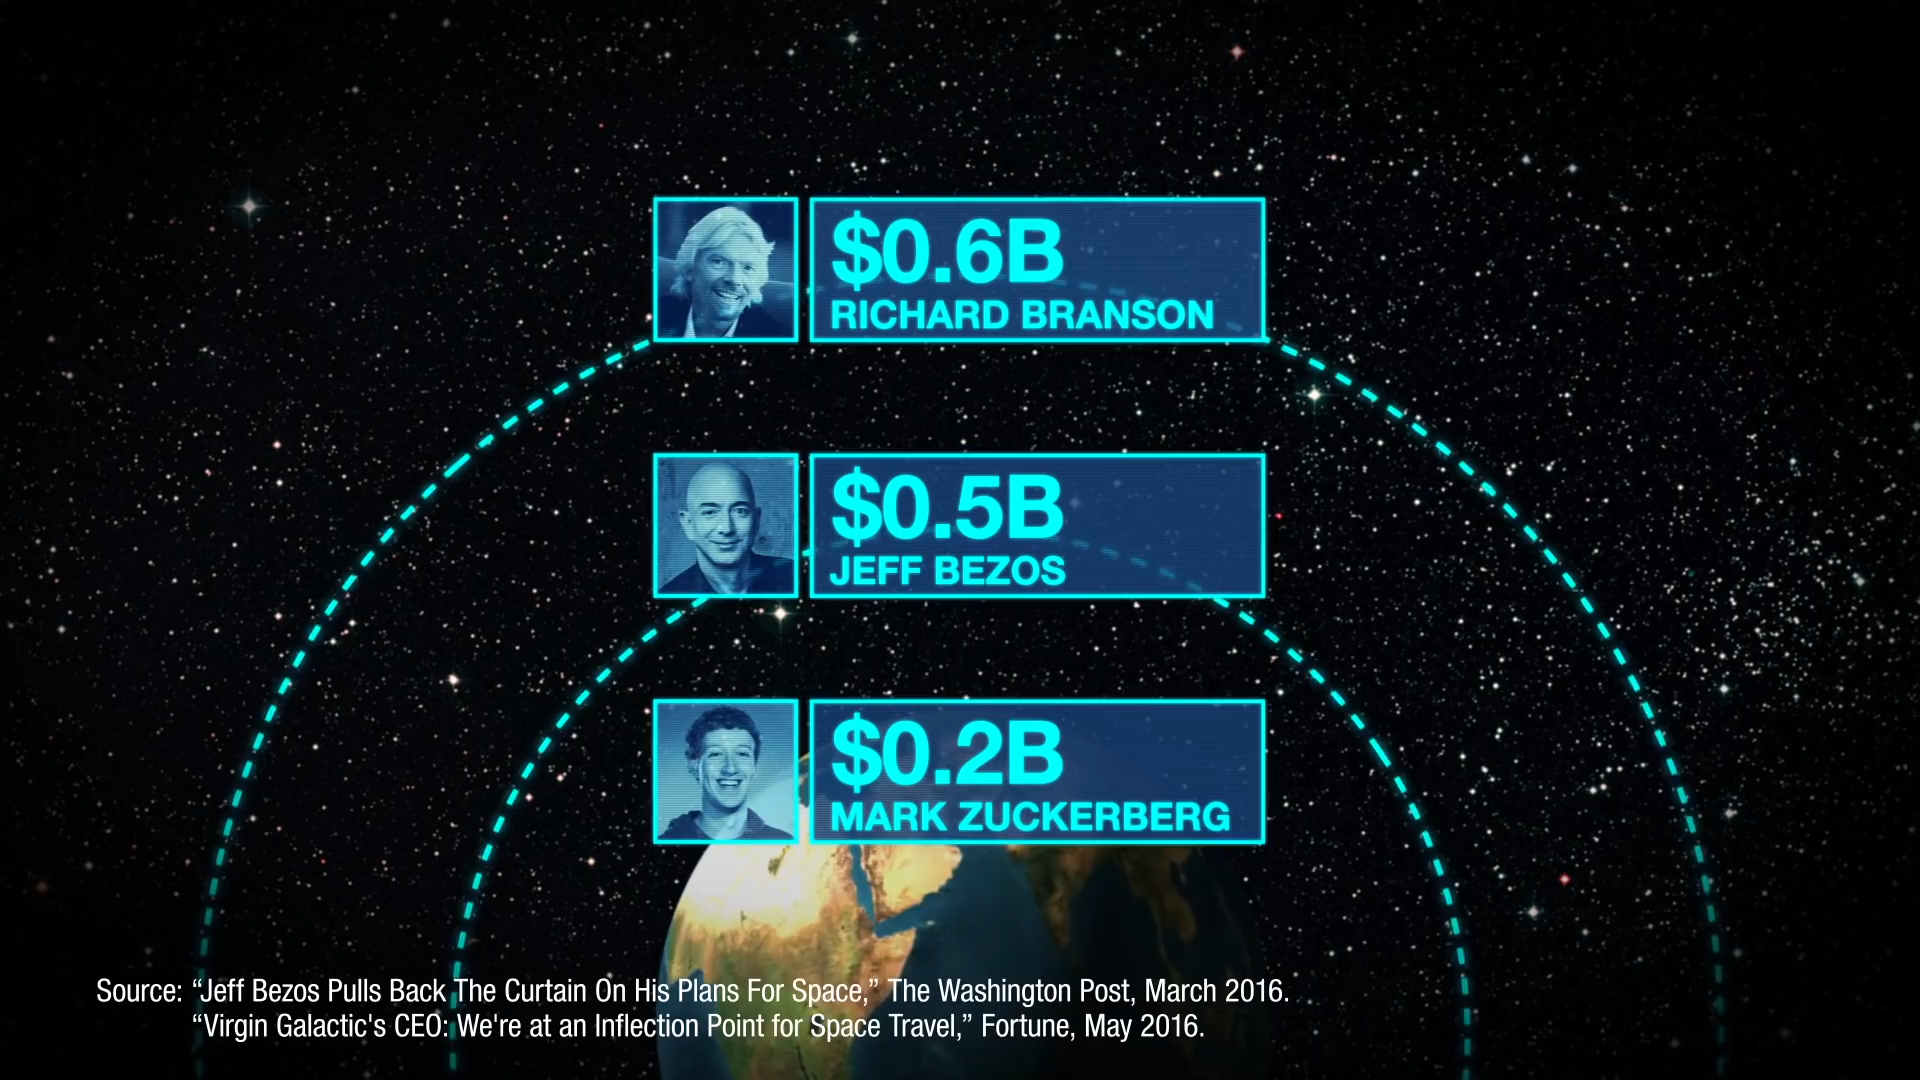 $0.6B
RICHARD BRANSON
$0.5B
JEFF BEZOS
$0.2B
MARK ZUCKERBERG
Source: “Jeff Bezos Pulls Back The Curtain On His Plans For Space,” The Washington Post, March 2016.
“Virgin Galactic's CEO: We're at an Inflection Point for Space Travel,” Fortune, May 2016.